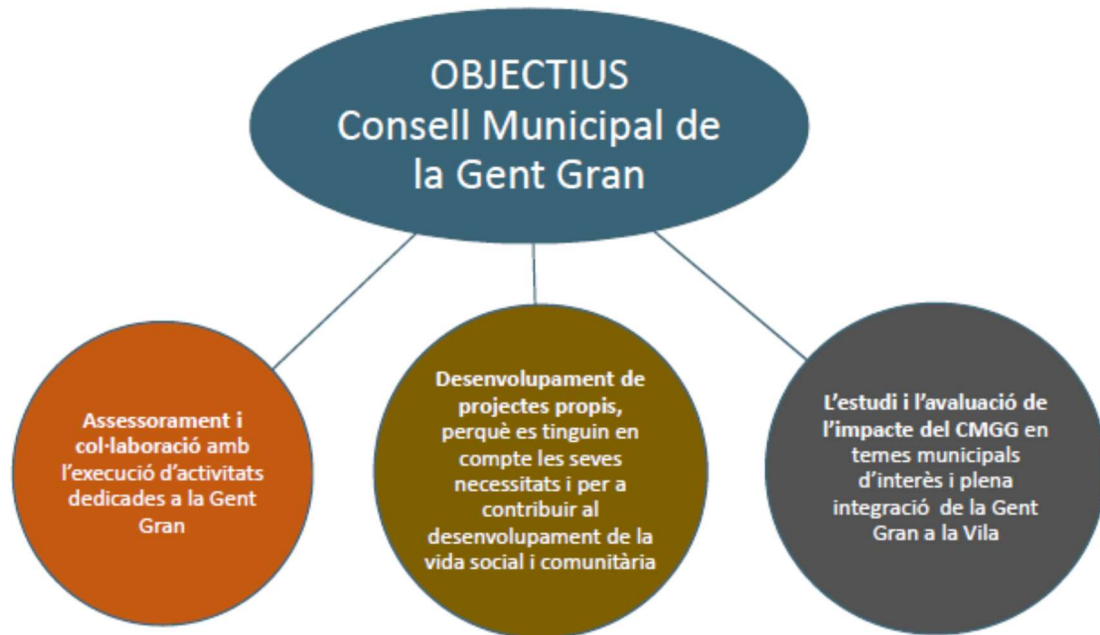 OBJECTIUS
Consell Municipal de
la Gent Gran
Assessorament i
col·laboració amb
l'execució d'activitats
dedicades a la Gent
Gran
Desenvolupament de
projectes propis,
perquè es tinguin en
compte les seves
necessitats i per a
contribuir al
desenvolupament de la
vida social i comunitària
L'estudi i l'avaluació de
l'impacte del CMGG en
temes municipals
d'interès i plena
integració de la Gent
Gran a la Vila